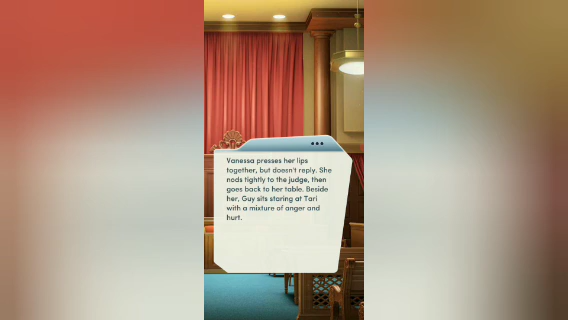 Vanessa presses her lips
together, but doesn't reply. She
nods tightly to the judge, then
goes back to her table. Beside
her, Guy sits staring at Tari
with a mixture of anger and
hurt.